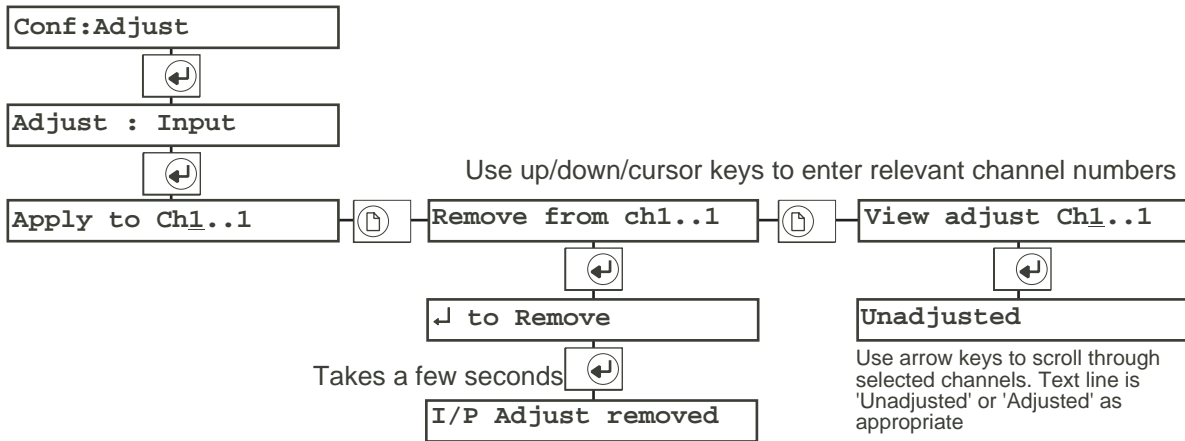 Conf:Adjust
Adjust : Input
Use up/down/cursor keys to enter relevant channel numbers
Apply to Ch1..1
Remove from ch1..1
View adjust Ch1..1
↵ to Remove
Unadjusted
Takes a few seconds
Use arrow keys to scroll through
selected channels. Text line is
'Unadjusted' or 'Adjusted' as
appropriate
I/P Adjust removed